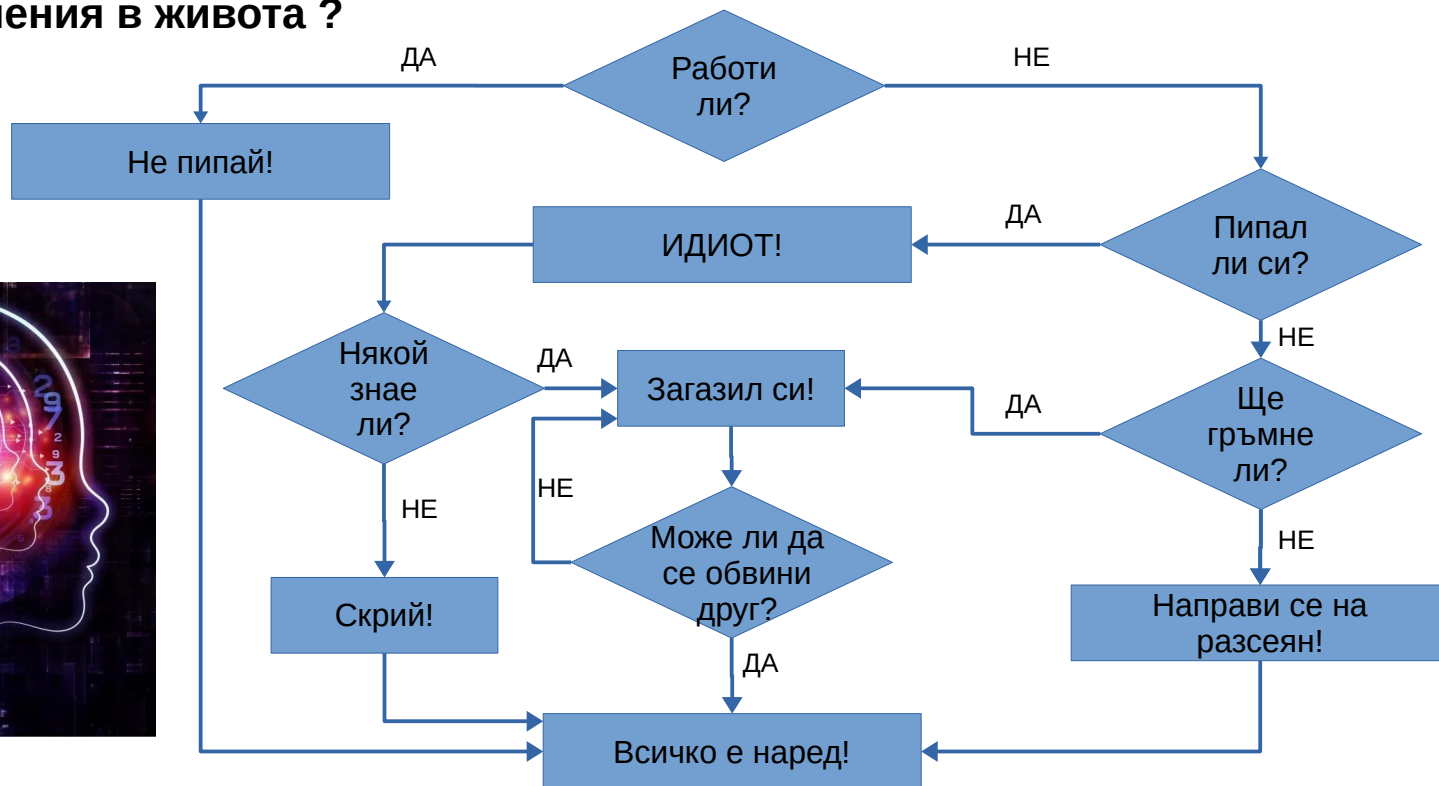 ения в живота ?
ДА
НЕ
Работи
ли?
Не пипай!
ИДИОТ!
ДА
Пипал
ли си?
НЕ
Някой
знае
ли?
ДА
Загазил си!
ДА
Ще
гръмне
ли?
НЕ
НЕ
Може ли да
се обвини
друг?
НЕ
Скрий!
Направи се на
разсеян!
ДА
Всичко е наред!